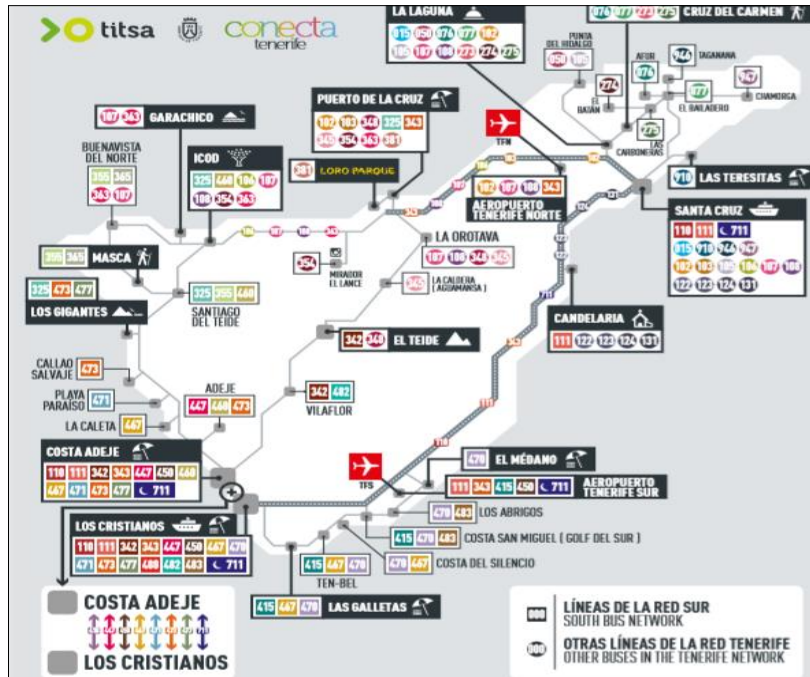 titsa
conecta
tenerife
LA LAGUNA
015 050 076 077 102
105 107 108 273 274 275
076 077 273 275 CRUZ DEL CARMEN
PUNTA
DEL HIDALGO
050 105
AFUR
076
946
TAGANANA
947
CHAMORGA
274
EL
BATÁN
077
EL BAILADERO
275
LAS
CARBONERAS
107 363 GARACHICO
PUERTO DE LA CRUZ
102 103 348 325 343
345 354 363 381
381 LORO PARQUE
TFN
102 107 108 343
AEROPUERTO
TENERIFE NORTE
BUENAVISTA
DEL NORTE
355 365
363 107
ICOD
325 460 106 107
108 354 363
910 LAS TERESITAS
SANTA CRUZ
110 111 711
015 910 946 947
102 103 105 106 107 108
122 123 124 131
355 365 MASCA
354
MIRADOR
EL LANCE
LA OROTAVA
107 108 348 345
345
LA CALDERA
(AGUAMANSA)
325 473 477
LOS GIGANTES
325 355 460
SANTIAGO
DEL TEIDE
CANDELARIA
111 122 123 124 131
342 348 EL TEIDE
CALLAO
SALVAJE
473
PLAYA
PARAÍSO
471
LA CALETA
467
ADEJE
447 460 473
342 482
VILAFLOR
COSTA ADEJE
110 111 342 343 447 450 460
467 471 473 477 711
TFS
470 EL MÉDANO
111 343 415 450 711
AEROPUERTO
TENERIFE SUR
LOS CRISTIANOS
110 111 342 343 447 450 467 470
471 473 477 480 482 483 711
470 483 LOS ABRIGOS
415 470 483 COSTA SAN MIGUEL ( GOLF DEL SUR )
470 467 COSTA DEL SILENCIO
415 467 470
TEN-BEL
415 467 470 LAS GALLETAS
COSTA ADEJE
LOS CRISTIANOS
000 LÍNEAS DE LA RED SUR
SOUTH BUS NETWORK
000 OTRAS LÍNEAS DE LA RED TENERIFE
OTHER BUSES IN THE TENERIFE NETWORK